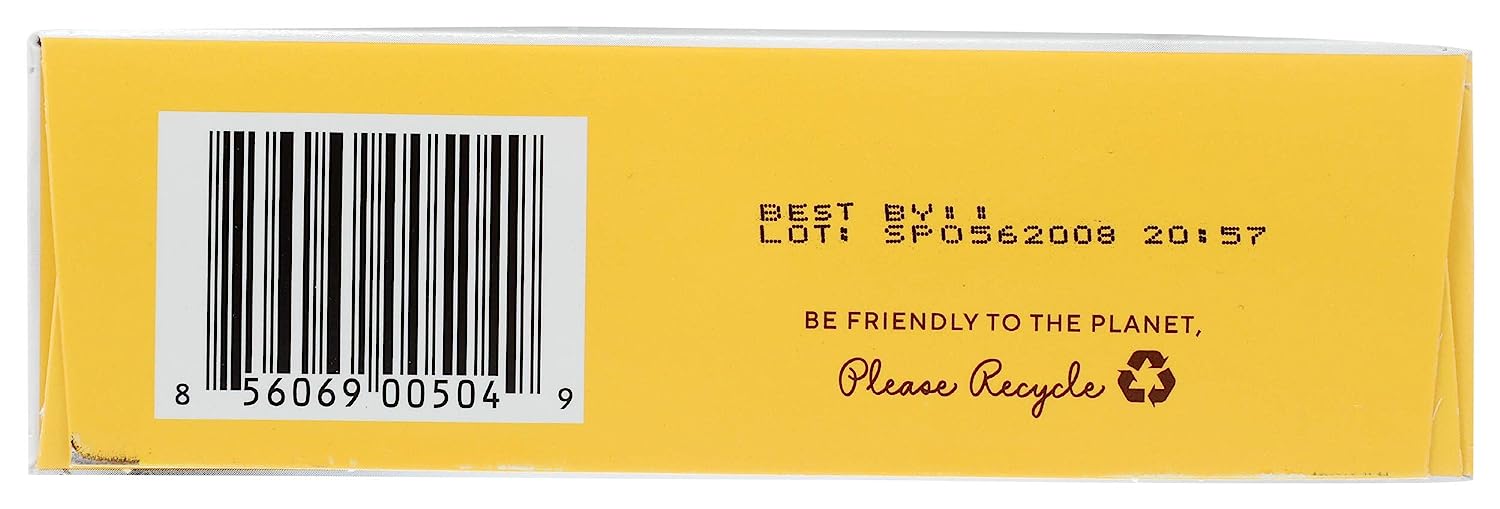 BEST BY::
LOT: SP0562008 20:57
BE FRIENDLY TO THE PLANET,
Please Recycle
8 56069 00504 9